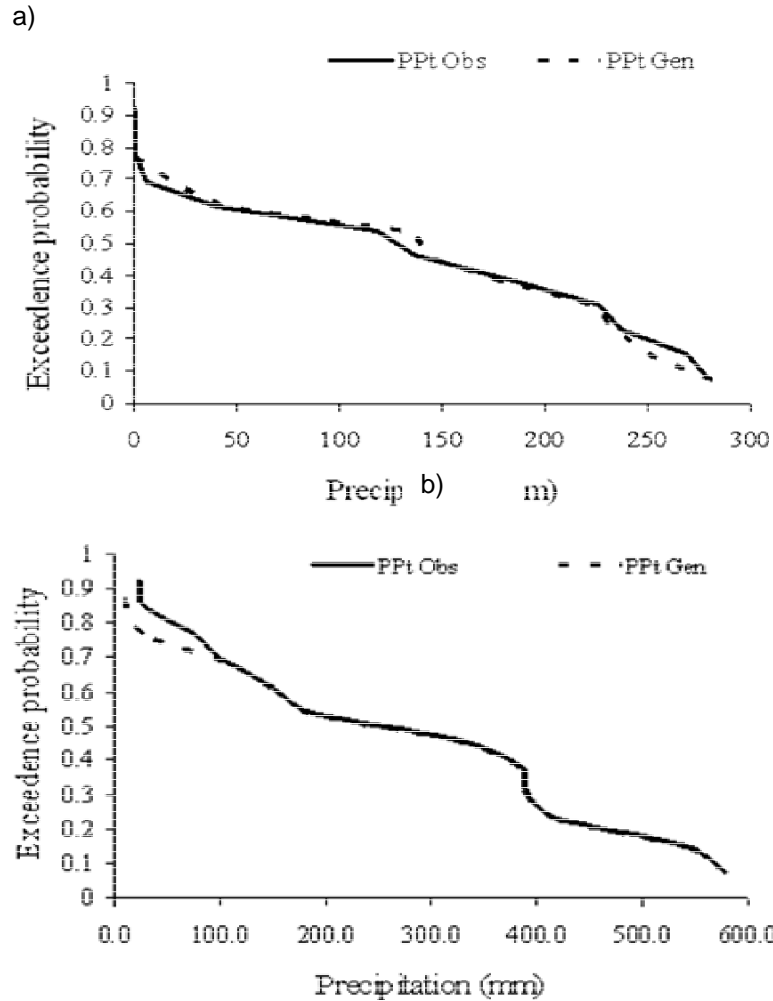 a)
PPt Obs PPt Gen
Exceedence probability
1
0.9
0.8
0.7
0.6
0.5
0.4
0.3
0.2
0.1
0
0 50 100 150 200 250 300
Precip b) m)
PPt Obs PPt Gen
Exceedence probability
1
0.9
0.8
0.7
0.6
0.5
0.4
0.3
0.2
0.1
0
0.0 100.0 200.0 300.0 400.0 500.0 600.0
Precipitation (mm)